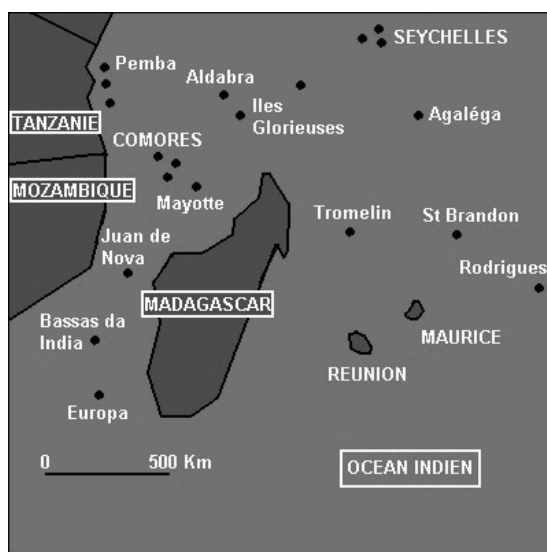 SEYCHELLES
Pemba
Aldabra
Iles
Glorieuses
Agaléga
TANZANIE
COMORES
MOZAMBIQUE
Mayotte
Tromelin
St Brandon
Juan de
Nova
Rodrigues
MADAGASCAR
Bassas da
India
MAURICE
REUNION
Europa
0 500 Km
OCEAN INDIEN